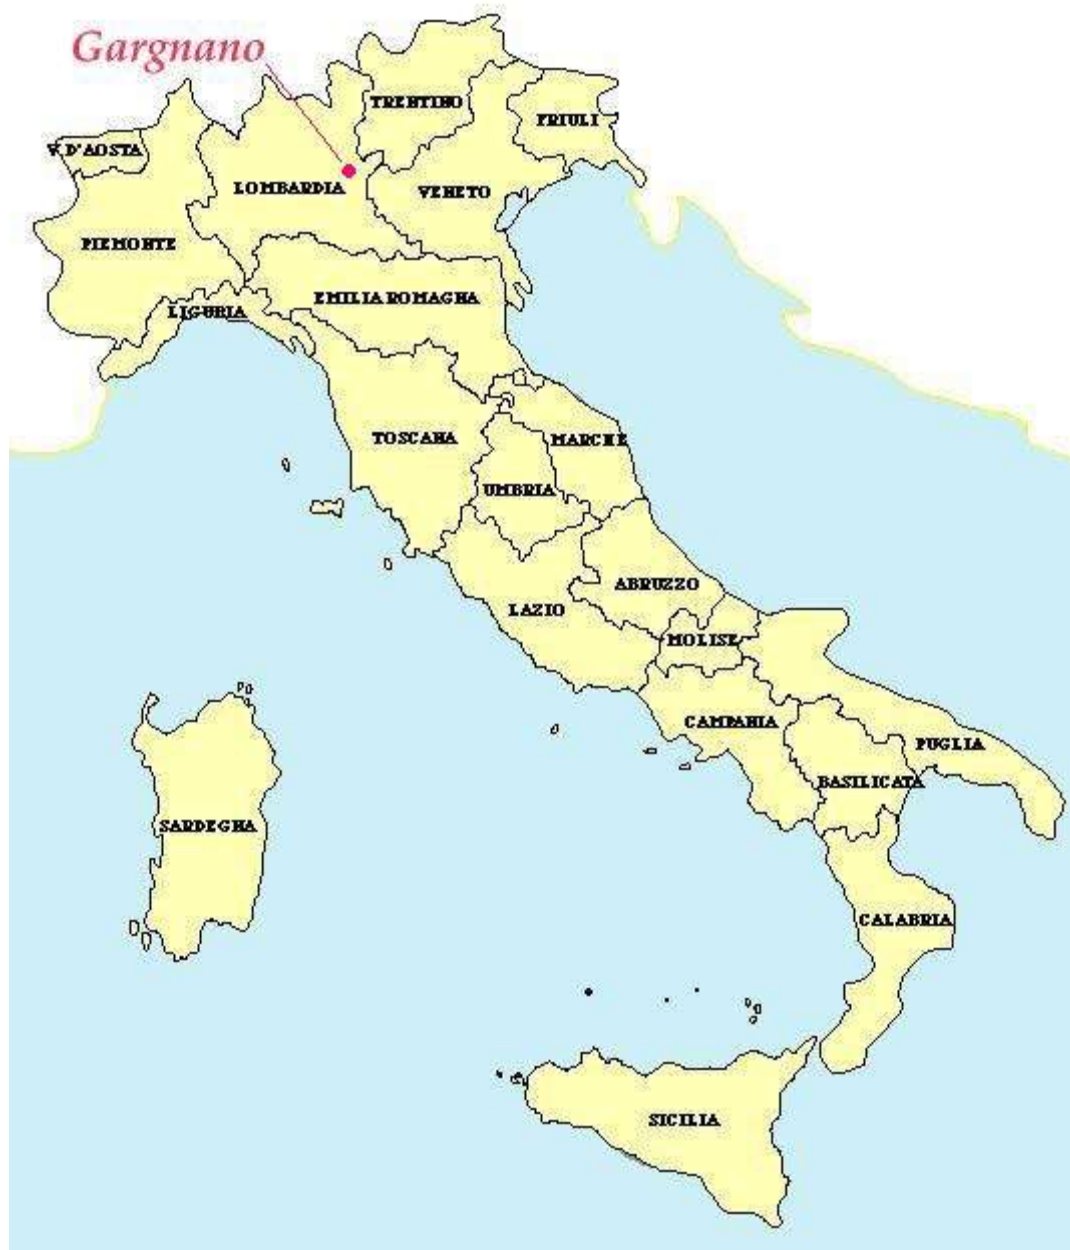 Gargnano
TRENTINO
FRIULI
V.D'AOSTA
LOMBARDIA
VENETO
PIEMONTE
EMILIA ROMAGNA
LIGURIA
TOSCANA
MARCHE
UMBRIA
ABRUZZO
LAZIO
MOLISE
CAMPANIA
PUGLIA
BASILICATA
SARDEGNA
CALABRIA
SICILIA